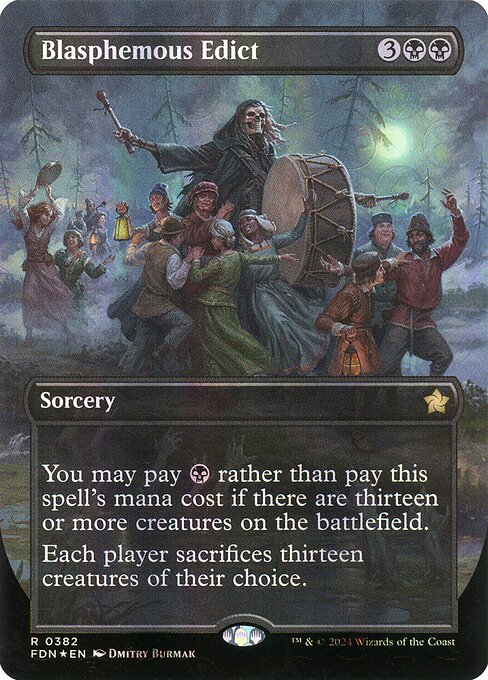 Blasphemous Edict 3
Sorcery
You may pay rather than pay this
spell's mana cost if there are thirteen
or more creatures on the battlefield.
Each player sacrifices thirteen
creatures of their choice.
R 0382
FDN★EN Dmitry Burmak
™ & © 2024 Wizards of the Coast